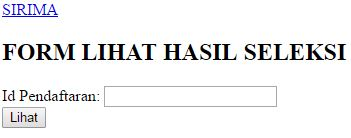 SIRIMA
FORM LIHAT HASIL SELEKSI
Id Pendaftaran:
Lihat